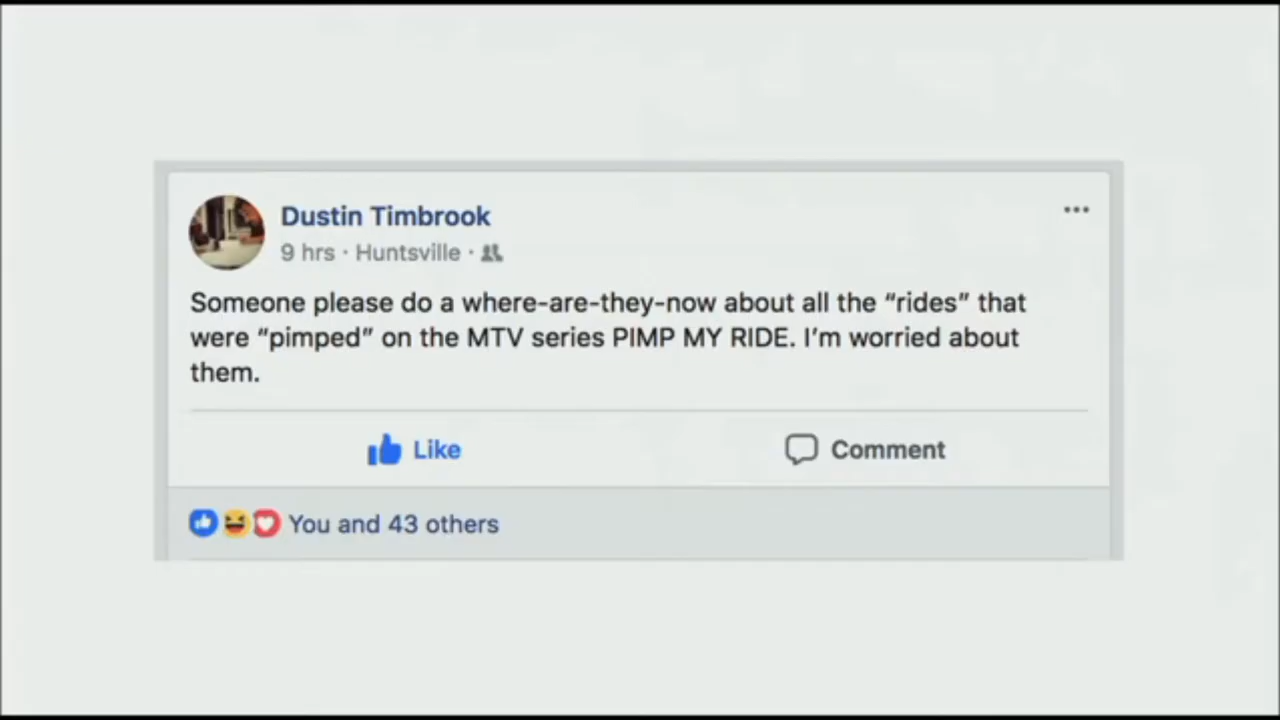 Dustin Timbrook
9 hrs · Huntsville ·
Someone please do a where-are-they-now about all the “rides” that
were “pimped” on the MTV series PIMP MY RIDE. I’m worried about
them.
Like
Comment
You and 43 others